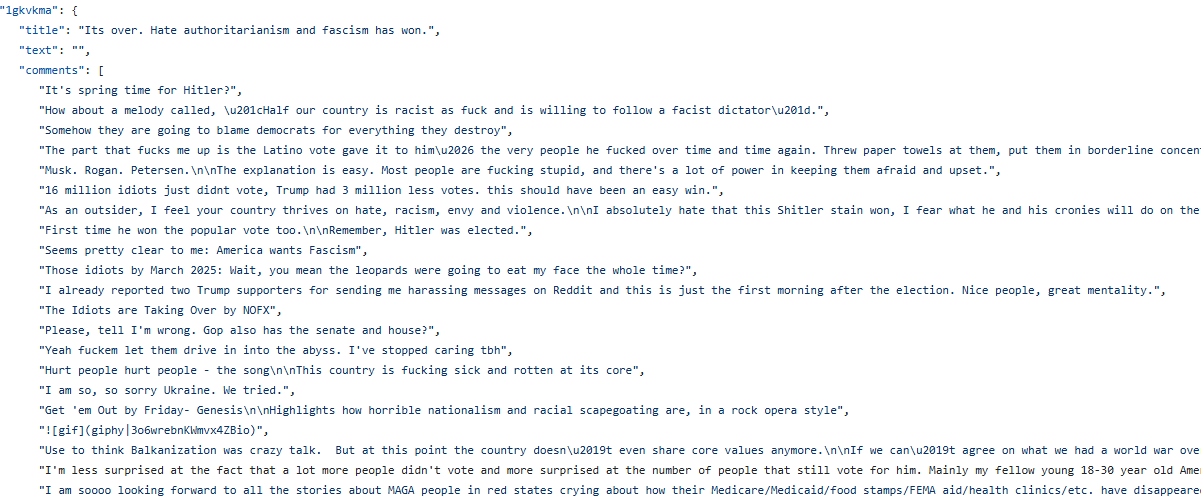 "1gkvkma": {
"title": "Its over. Hate authoritarianism and fascism has won.",
"text": "",
"comments": [
"It's spring time for Hitler?",
"How about a melody called, \u201cHalf our country is racist as fuck and is willing to follow a facist dictator\u201d.",
"Somehow they are going to blame democrats for everything they destroy",
"The part that fucks me up is the Latino vote gave it to him\u2026 the very people he fucked over time and time again. Threw paper towels at them, put them in borderline concen
"Musk. Rogan. Petersen.\n\nThe explanation is easy. Most people are fucking stupid, and there's a lot of power in keeping them afraid and upset.",
"16 million idiots just didnt vote, Trump had 3 million less votes. this should have been an easy win.",
"As an outsider, I feel your country thrives on hate, racism, envy and violence.\n\nI absolutely hate that this Shitler stain won, I fear what he and his cronies will do on the
"First time he won the popular vote too.\n\nRemember, Hitler was elected.",
"Seems pretty clear to me: America wants Fascism",
"Those idiots by March 2025: Wait, you mean the leopards were going to eat my face the whole time?",
"I already reported two Trump supporters for sending me harassing messages on Reddit and this is just the first morning after the election. Nice people, great mentality.",
"The Idiots are Taking Over by NOFX",
"Please, tell I'm wrong. Gop also has the senate and house?",
"Yeah fuckem let them drive in into the abyss. I've stopped caring tbh",
"Hurt people hurt people - the song\n\nThis country is fucking sick and rotten at its core",
"I am so, so sorry Ukraine. We tried.",
"Get 'em Out by Friday- Genesis\n\nHighlights how horrible nationalism and racial scapegoating are, in a rock opera style",
"![gif](giphy|3o6wrebnKWmvx4ZBio)",
"Use to think Balkanization was crazy talk.  But at this point the country doesn\u2019t even share core values anymore.\n\nIf we can\u2019t agree on what we had a world war ove
"I'm less surprised at the fact that a lot more people didn't vote and more surprised at the number of people that still vote for him. Mainly my fellow young 18-30 year old Ame
"I am soooo looking forward to all the stories about MAGA people in red states crying about how their Medicare/Medicaid/food stamps/FEMA aid/health clinics/etc. have disappeare